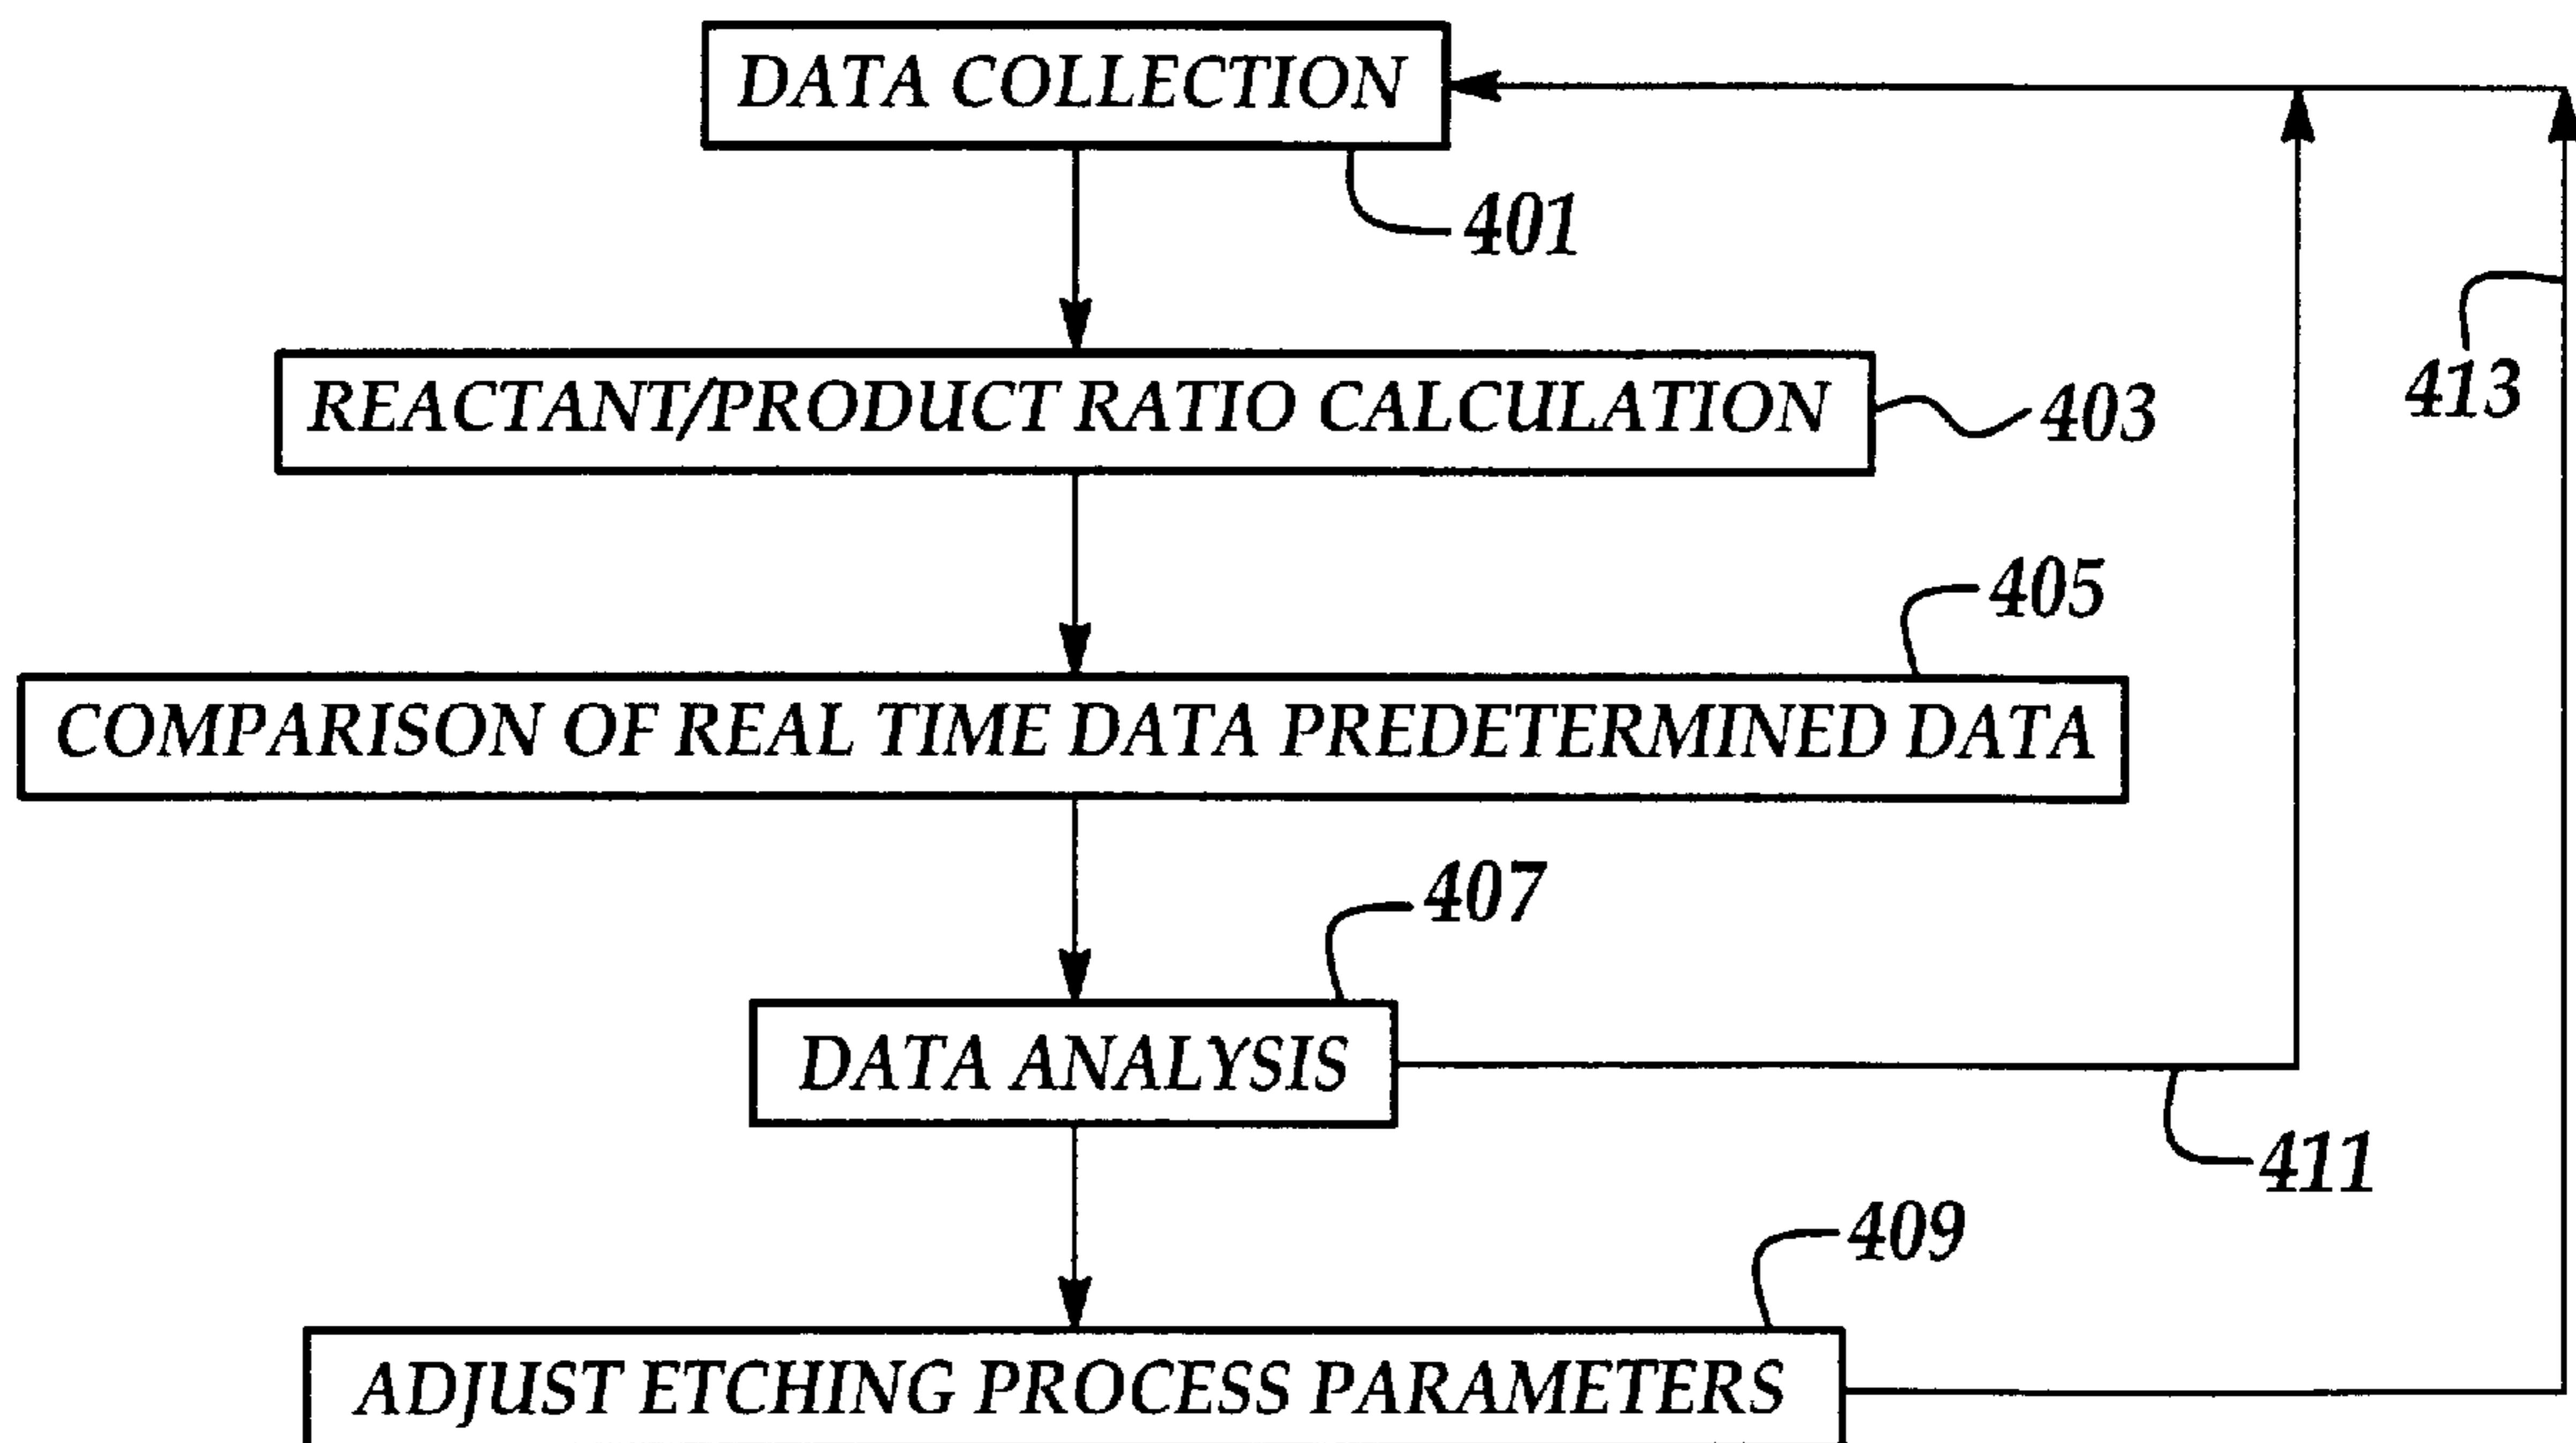 DATA COLLECTION
401
REACTANT/PRODUCT RATIO CALCULATION
403
413
405
COMPARISON OF REAL TIME DATA PREDETERMINED DATA
407
DATA ANALYSIS
411
409
ADJUST ETCHING PROCESS PARAMETERS